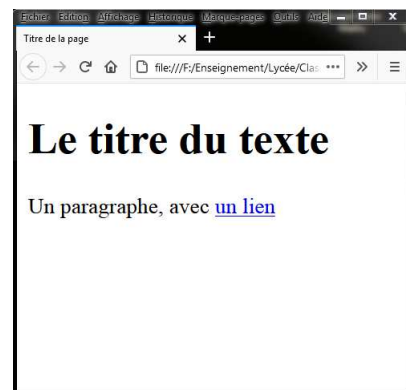 Fichier Edition Affichage Historique Marque-pages Outils Aide
Titre de la page
file:///F:/Enseignement/Lycée/Clas
Le titre du texte
Un paragraphe, avec un lien